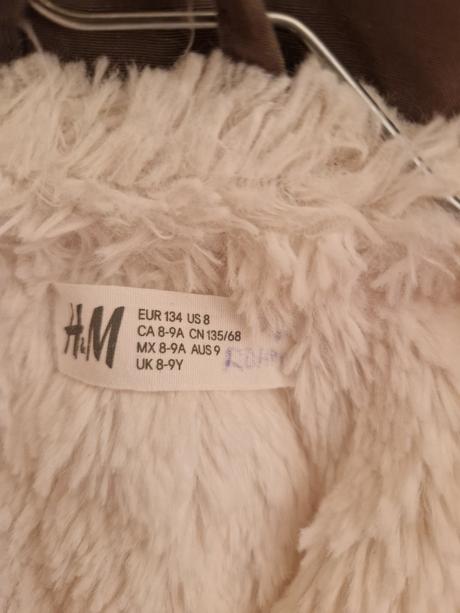 H&M
EUR 134 US 8
CA 8-9A CN 135/68
MX 8-9A AUS 9
UK 8-9Y